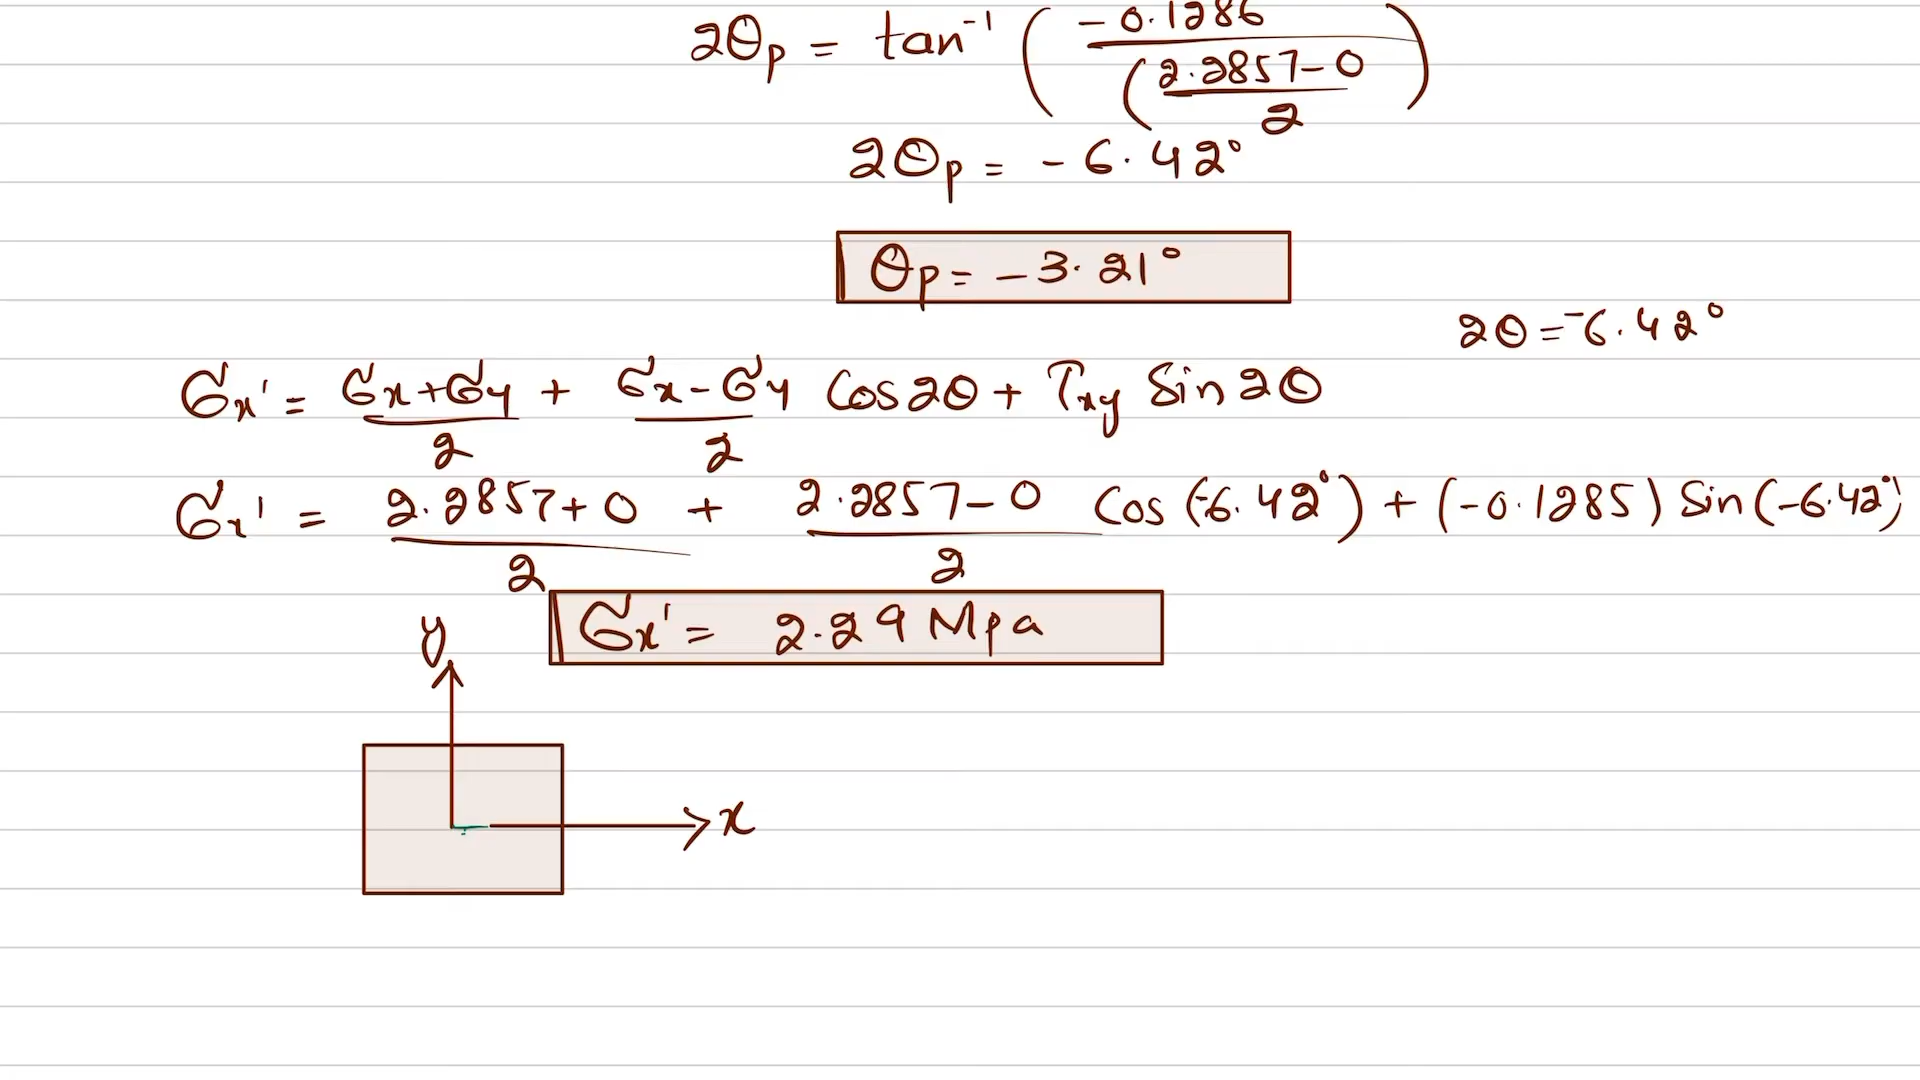 2θp = tan⁻¹ ( -0.1286 / ( (2.2857-0) / 2 )
2θp = -6.42°
θp = -3.21°
2θ = -6.42°
σx' = (σx+σy)/2 + (σx-σy)/2 Cos2θ + τxy Sin2θ
σx' = (2.2857+0)/2 + (2.2857-0)/2 Cos(-6.42°) + (-0.1285) Sin(-6.42°)
σx' = 2.29 Mpa
y
x